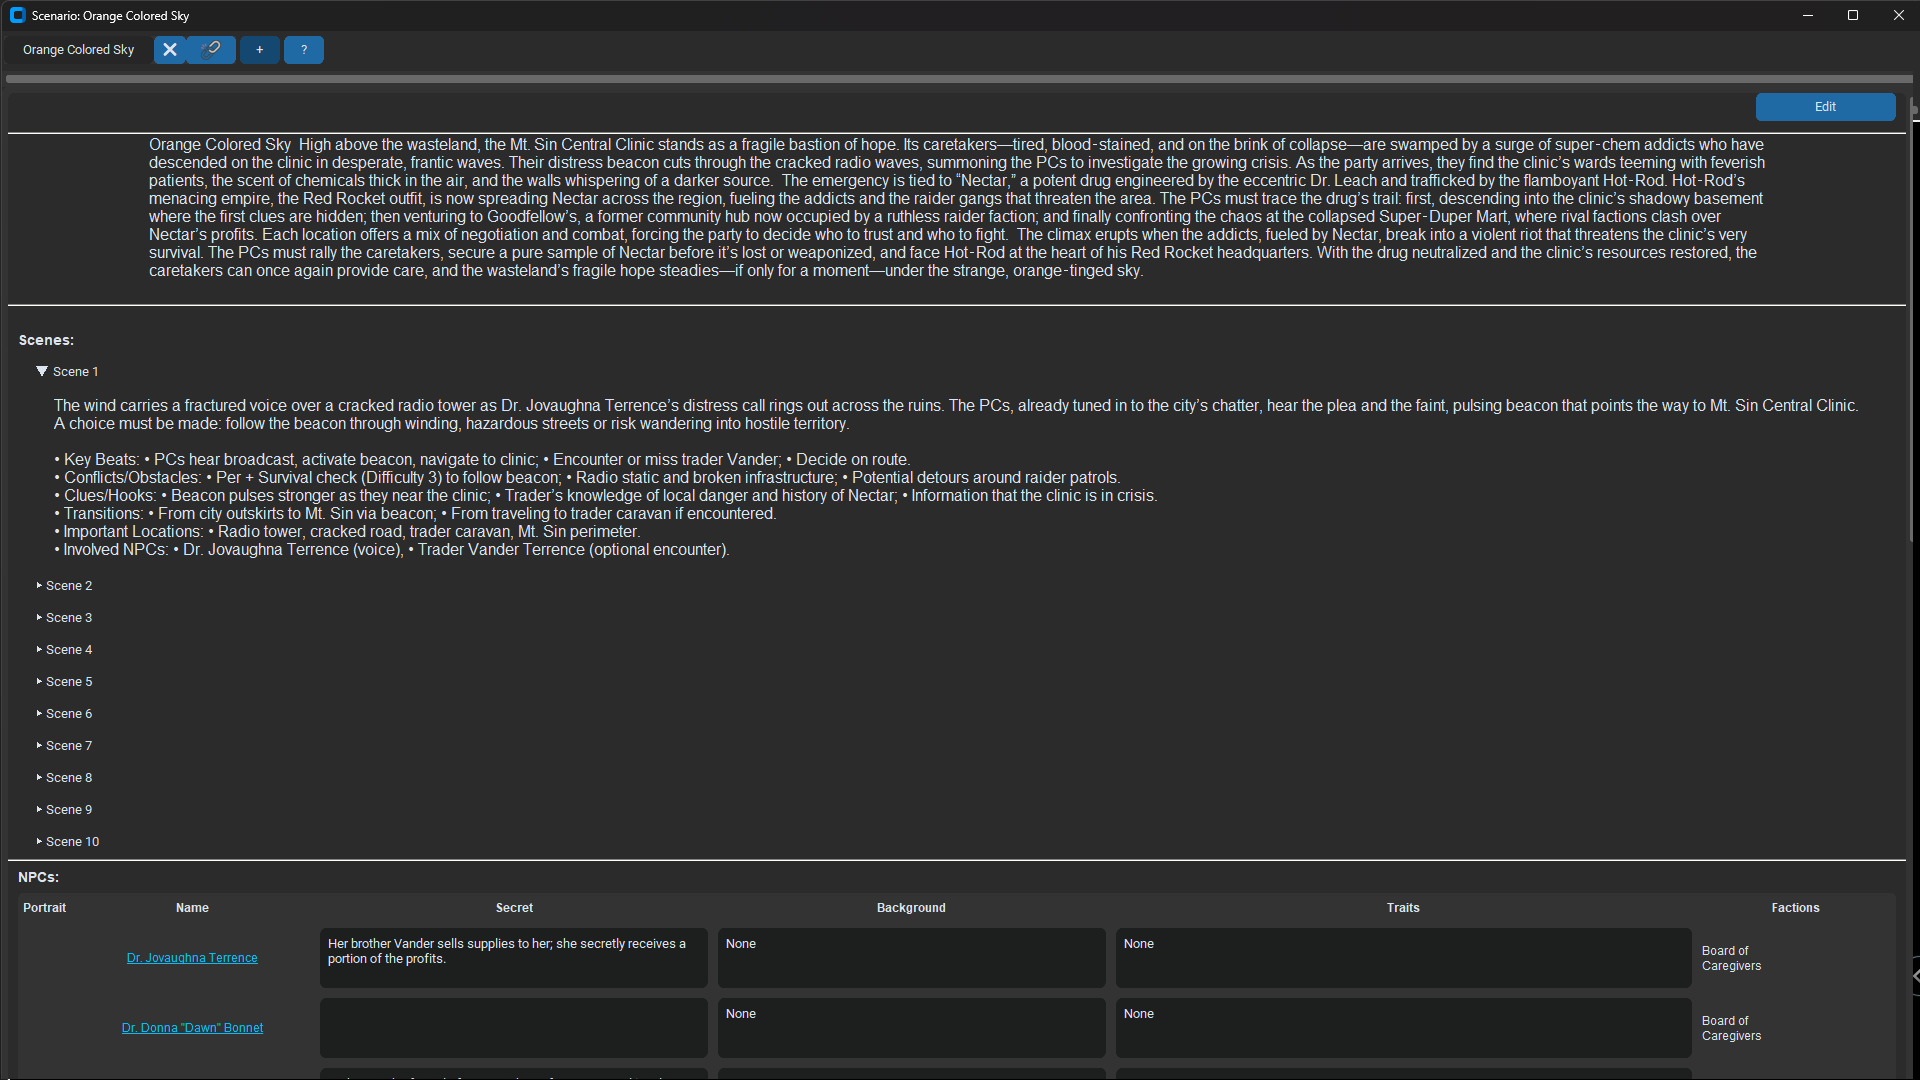 Scenario: Orange Colored Sky
Orange Colored Sky
+
?
Edit
Orange Colored Sky  High above the wasteland, the Mt. Sin Central Clinic stands as a fragile bastion of hope. Its caretakers—tired, blood-stained, and on the brink of collapse—are swamped by a surge of super-chem addicts who have
descended on the clinic in desperate, frantic waves. Their distress beacon cuts through the cracked radio waves, summoning the PCs to investigate the growing crisis. As the party arrives, they find the clinic’s wards teeming with feverish
patients, the scent of chemicals thick in the air, and the walls whispering of a darker source.  The emergency is tied to “Nectar,” a potent drug engineered by the eccentric Dr. Leach and trafficked by the flamboyant Hot-Rod. Hot-Rod’s
menacing empire, the Red Rocket outfit, is now spreading Nectar across the region, fueling the addicts and the raider gangs that threaten the area. The PCs must trace the drug’s trail: first, descending into the clinic’s shadowy basement
where the first clues are hidden; then venturing to Goodfellow’s, a former community hub now occupied by a ruthless raider faction; and finally confronting the chaos at the collapsed Super-Duper Mart, where rival factions clash over
Nectar’s profits. Each location offers a mix of negotiation and combat, forcing the party to decide who to trust and who to fight.  The climax erupts when the addicts, fueled by Nectar, break into a violent riot that threatens the clinic’s very
survival. The PCs must rally the caretakers, secure a pure sample of Nectar before it’s lost or weaponized, and face Hot-Rod at the heart of his Red Rocket headquarters. With the drug neutralized and the clinic’s resources restored, the
caretakers can once again provide care, and the wasteland’s fragile hope steadies—if only for a moment—under the strange, orange-tinged sky.
Scenes:
▼ Scene 1
The wind carries a fractured voice over a cracked radio tower as Dr. Jovaughna Terrence’s distress call rings out across the ruins. The PCs, already tuned in to the city’s chatter, hear the plea and the faint, pulsing beacon that points the way to Mt. Sin Central Clinic.
A choice must be made: follow the beacon through winding, hazardous streets or risk wandering into hostile territory.
• Key Beats: • PCs hear broadcast, activate beacon, navigate to clinic; • Encounter or miss trader Vander; • Decide on route.
• Conflicts/Obstacles: • Per + Survival check (Difficulty 3) to follow beacon; • Radio static and broken infrastructure; • Potential detours around raider patrols.
• Clues/Hooks: • Beacon pulses stronger as they near the clinic; • Trader’s knowledge of local danger and history of Nectar; • Information that the clinic is in crisis.
• Transitions: • From city outskirts to Mt. Sin via beacon; • From traveling to trader caravan if encountered.
• Important Locations: • Radio tower, cracked road, trader caravan, Mt. Sin perimeter.
• Involved NPCs: • Dr. Jovaughna Terrence (voice), • Trader Vander Terrence (optional encounter).
▸ Scene 2
▸ Scene 3
▸ Scene 4
▸ Scene 5
▸ Scene 6
▸ Scene 7
▸ Scene 8
▸ Scene 9
▸ Scene 10
NPCs:
Portrait Name Secret Background Traits Factions
Dr. Jovaughna Terrence
Her brother Vander sells supplies to her; she secretly receives a
portion of the profits.
None
None
Board of
Caregivers
Dr. Donna "Dawn" Bonnet
None
None
Board of
Caregivers